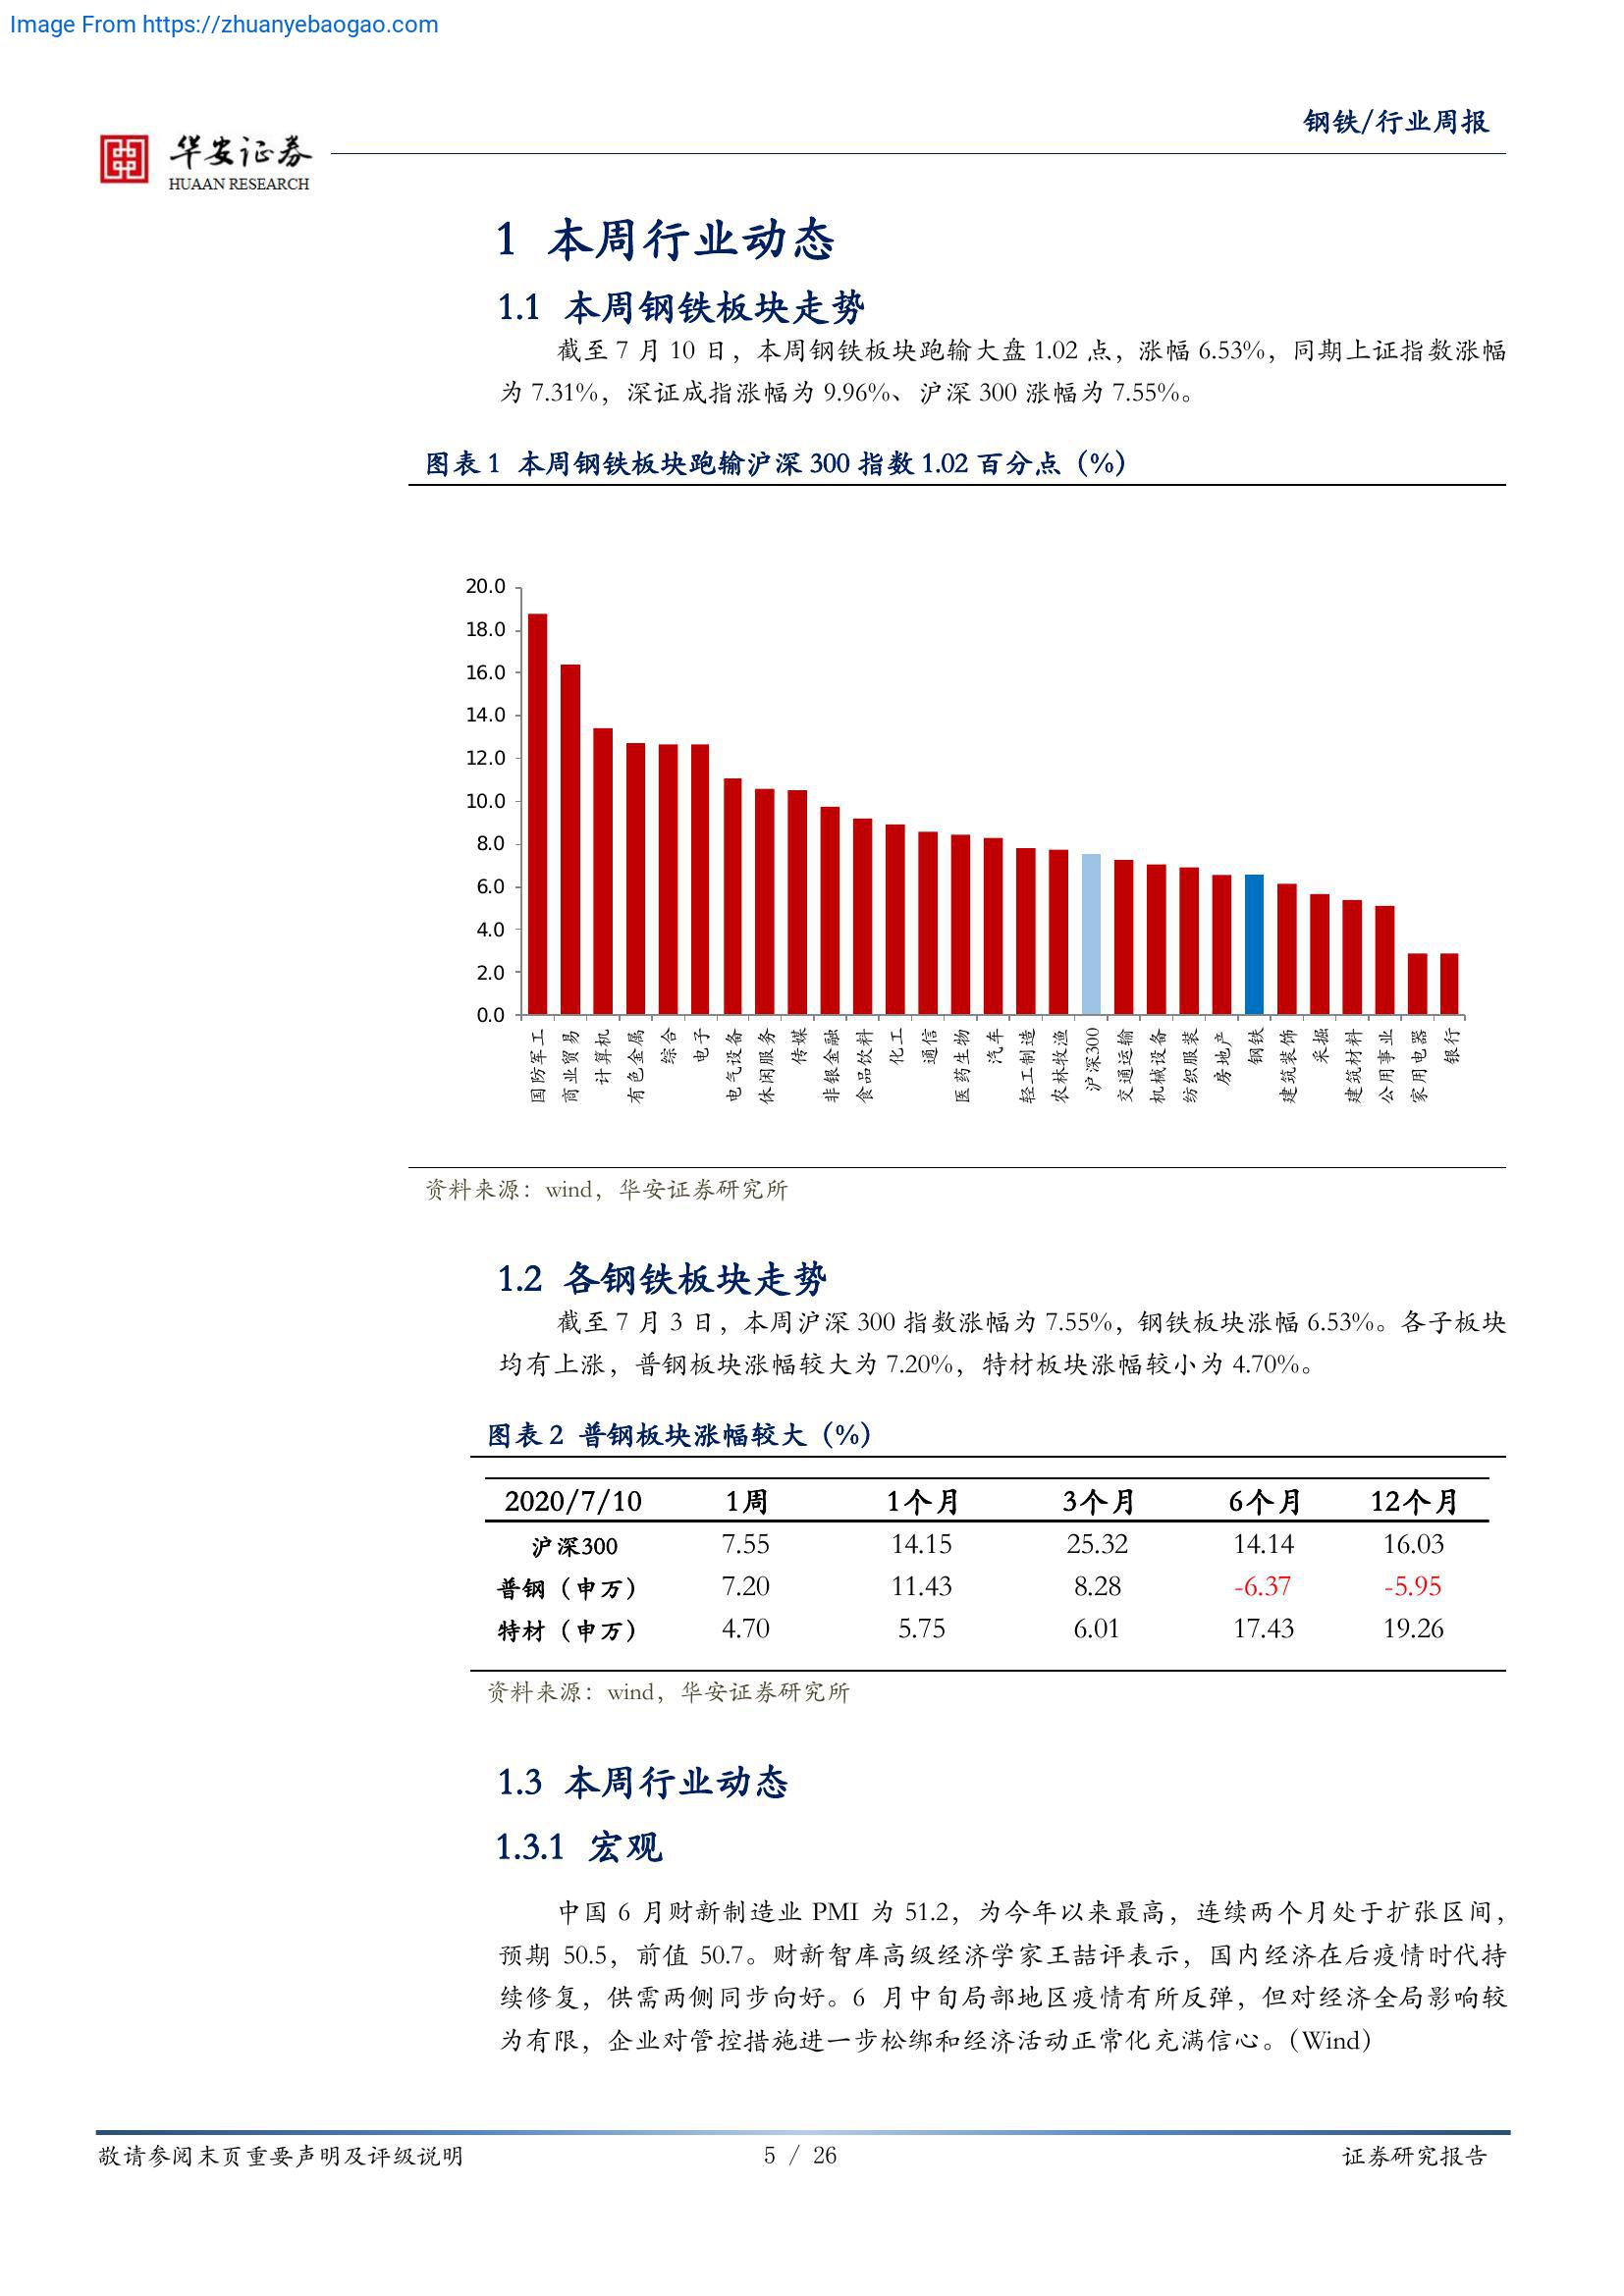 Image From https://zhuanyebaogao.com
钢铁/行业周报
华安证券
HUAAN RESEARCH
1 本周行业动态
1.1 本周钢铁板块走势
截至 7 月 10 日，本周钢铁板块跑输大盘 1.02 点，涨幅 6.53%，同期上证指数涨幅
为 7.31%，深证成指涨幅为 9.96%、沪深 300 涨幅为 7.55%。
图表 1 本周钢铁板块跑输沪深 300 指数 1.02 百分点（%）
20.0
18.0
16.0
14.0
12.0
10.0
8.0
6.0
4.0
2.0
0.0
国防军工
商业贸易
计算机
有色金属
综合
电子
电气设备
休闲服务
传媒
非银金融
食品饮料
化工
通信
医药生物
汽车
轻工制造
农林牧渔
沪深300
交通运输
机械设备
纺织服装
房地产
钢铁
建筑装饰
采掘
建筑材料
公用事业
家用电器
银行
资料来源：wind，华安证券研究所
1.2 各钢铁板块走势
截至 7 月 3 日，本周沪深 300 指数涨幅为 7.55%，钢铁板块涨幅 6.53%。各子板块
均有上涨，普钢板块涨幅较大为 7.20%，特材板块涨幅较小为 4.70%。
图表 2 普钢板块涨幅较大（%）
2020/7/10 1周 1个月 3个月 6个月 12个月
沪深300 7.55 14.15 25.32 14.14 16.03
普钢（申万） 7.20 11.43 8.28 -6.37 -5.95
特材（申万） 4.70 5.75 6.01 17.43 19.26
资料来源：wind，华安证券研究所
1.3 本周行业动态
1.3.1 宏观
中国 6 月财新制造业 PMI 为 51.2，为今年以来最高，连续两个月处于扩张区间，
预期 50.5，前值 50.7。财新智库高级经济学家王喆评表示，国内经济在后疫情时代持
续修复，供需两侧同步向好。6 月中旬局部地区疫情有所反弹，但对经济全局影响较
为有限，企业对管控措施进一步松绑和经济活动正常化充满信心。（Wind）
敬请参阅末页重要声明及评级说明
5 / 26
证券研究报告